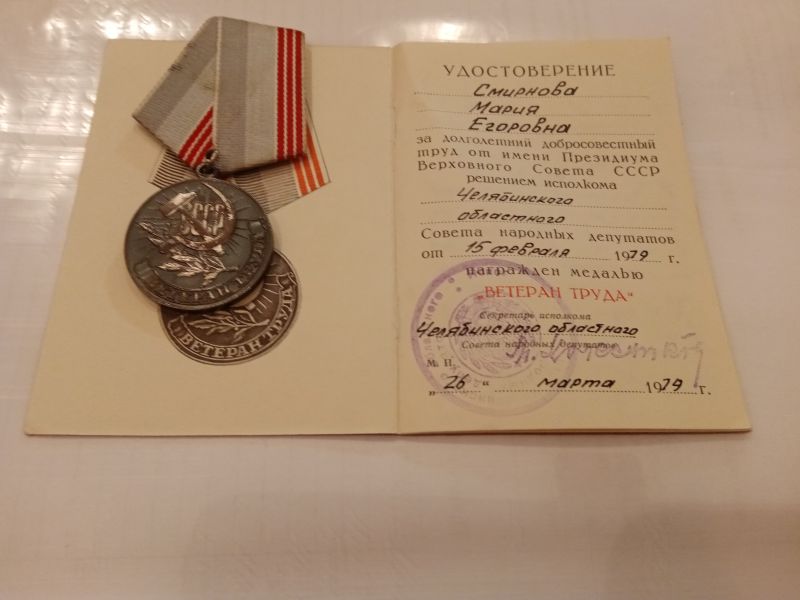 СССР
ВЕТЕРАН ТРУДА
ВЕТЕРАН ТРУДА
УДОСТОВЕРЕНИЕ
Смирнова
Мария
Егоровна
за долголетний добросовестный
труд от имени Президиума
Верховного Совета СССР
решением исполкома
Челябинского
областного
Совета народных депутатов
от 15 февраля 1979 г.
награжден медалью
„ВЕТЕРАН ТРУДА“
Секретарь исполкома
Челябинского областного
Совета народных депутатов
М. П.
„26“ марта 1979 г.